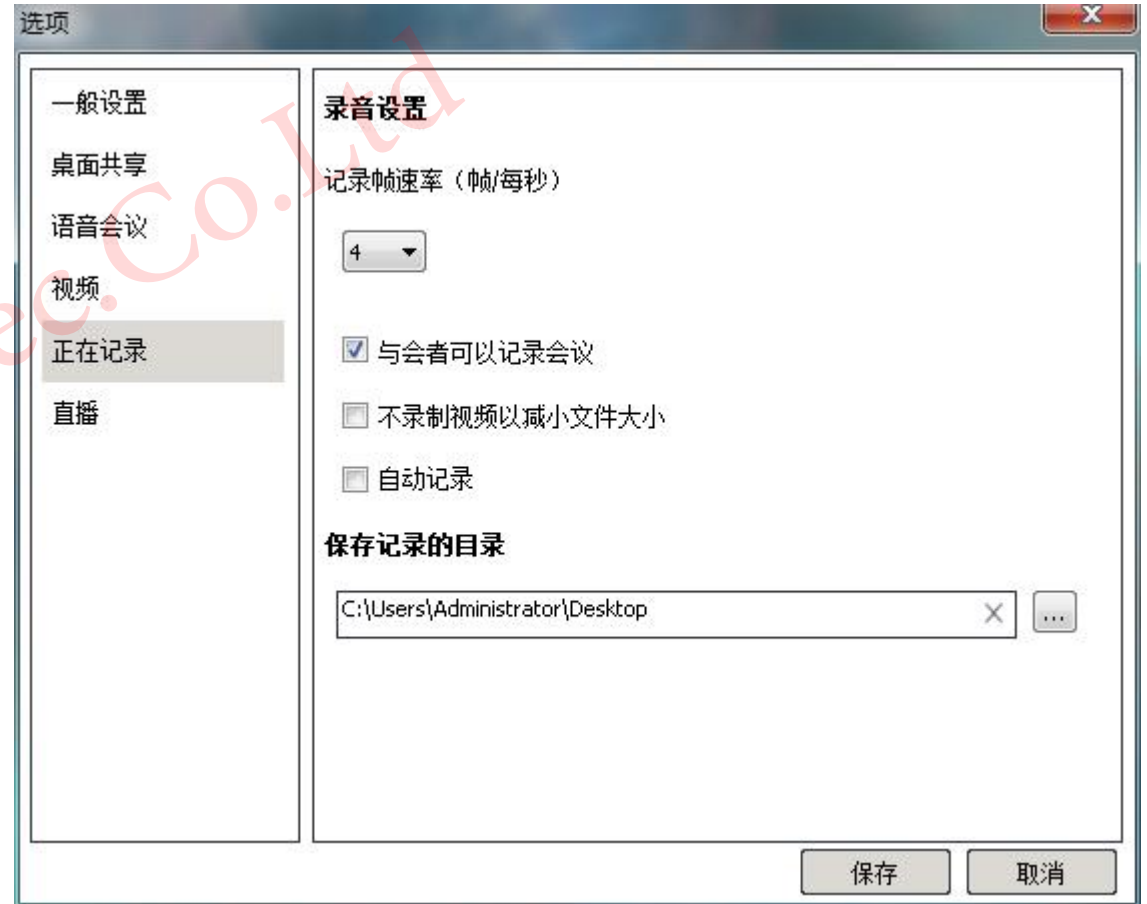 选项
一般设置
桌面共享
语音会议
视频
正在记录
直播
录音设置
记录帧速率（帧/每秒）
4
与会者可以记录会议
不录制视频以减小文件大小
自动记录
保存记录的目录
C:\Users\Administrator\Desktop
...
保存
取消
ec.Co.Ltd